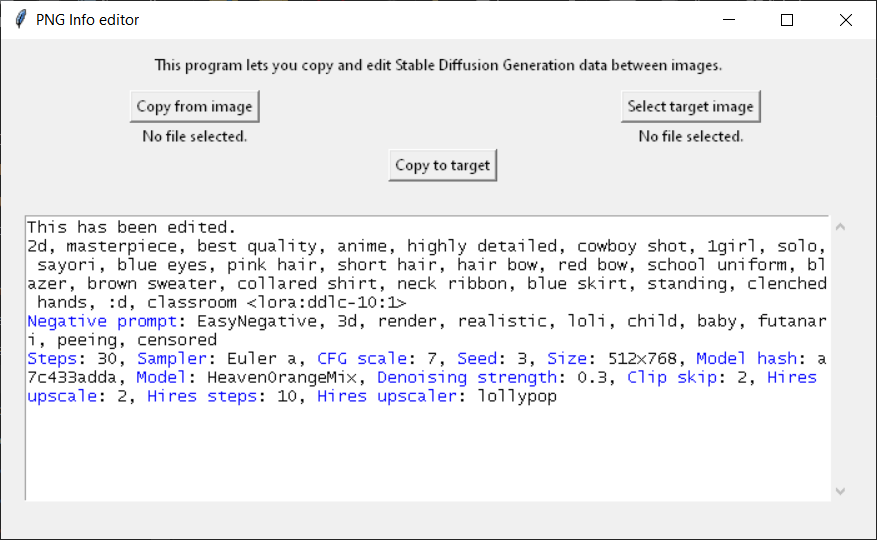 PNG Info editor
This program lets you copy and edit Stable Diffusion Generation data between images.
Copy from image
Select target image
No file selected.
No file selected.
Copy to target
This has been edited.
2d, masterpiece, best quality, anime, highly detailed, cowboy shot, 1girl, solo,
sayori, blue eyes, pink hair, short hair, hair bow, red bow, school uniform, bl
azer, brown sweater, collared shirt, neck ribbon, blue skirt, standing, clenched
hands, :d, classroom <lora:ddlc-10:1>
Negative prompt: EasyNegative, 3d, render, realistic, loli, child, baby, futanar
i, peeing, censored
Steps: 30, Sampler: Euler a, CFG scale: 7, Seed: 3, Size: 512x768, Model hash: a
7c433adda, Model: HeavenOrangeMix, Denoising strength: 0.3, Clip skip: 2, Hires
upscale: 2, Hires steps: 10, Hires upscaler: lollypop